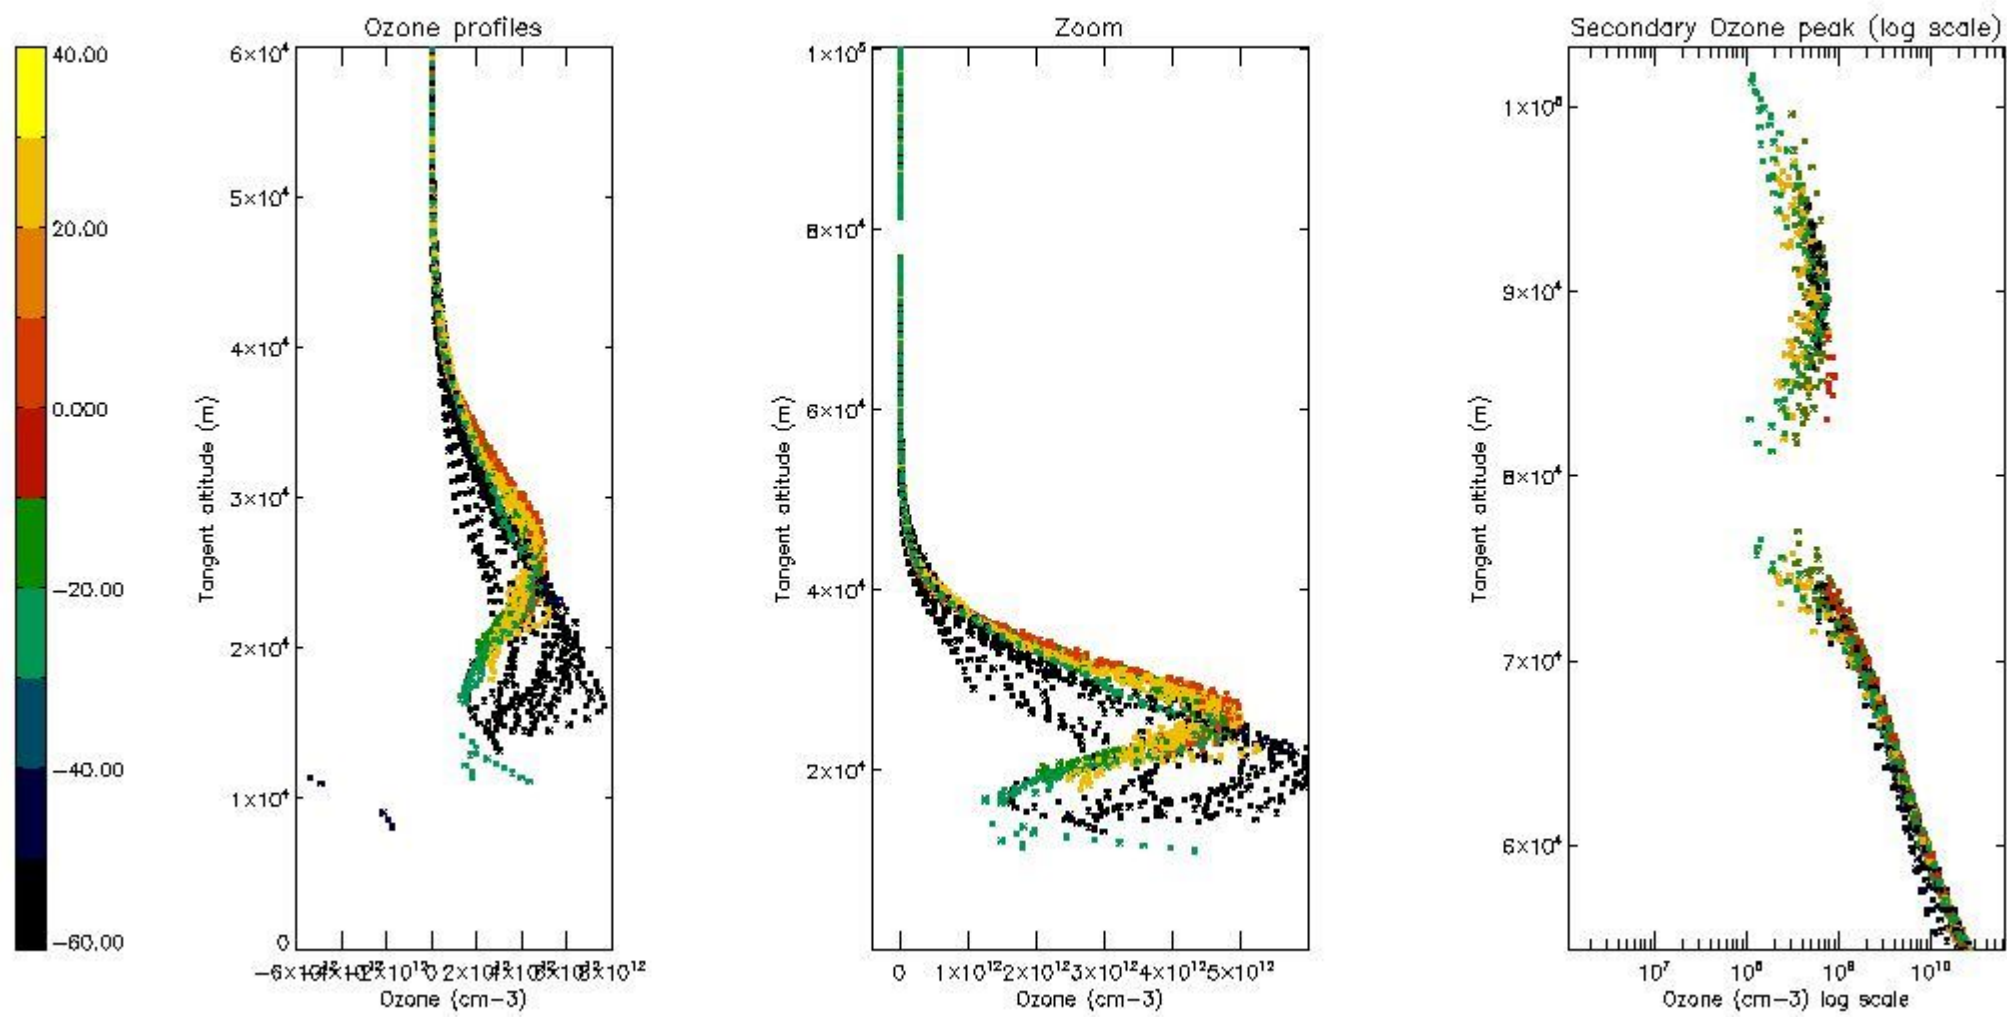 Ozone profiles
Zoom
Secondary Ozone peak (log scale)
40.00
20.00
0.000
−20.00
−40.00
−60.00
6×10⁴
5×10⁴
4×10⁴
3×10⁴
2×10⁴
1×10⁴
0
Tangent altitude (m)
0
8×10¹²
Ozone (cm−3)
1×10⁵
8×10⁴
6×10⁴
4×10⁴
2×10⁴
Tangent altitude (m)
0 1×10¹² 2×10¹² 3×10¹² 4×10¹² 5×10¹²
Ozone (cm−3)
9×10⁴
8×10⁴
7×10⁴
6×10⁴
Tangent altitude (m)
10⁷ 10⁸ 10⁹ 10¹⁰
Ozone (cm−3) log scale